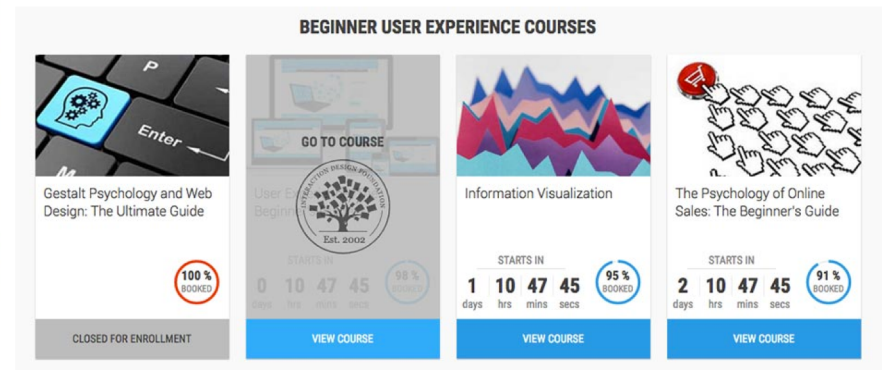 BEGINNER USER EXPERIENCE COURSES
P
Enter
M
Gestalt Psychology and Web
Design: The Ultimate Guide
100 %
BOOKED
CLOSED FOR ENROLLMENT
GO TO COURSE
INTERACTION DESIGN FOUNDATION
Est. 2002
User
Beginne
STARTS IN
0 10 47 45
days hrs mins secs
98 %
BOOKED
VIEW COURSE
Information Visualization
STARTS IN
1 10 47 45
days hrs mins secs
95 %
BOOKED
VIEW COURSE
The Psychology of Online
Sales: The Beginner's Guide
2 10 47 45
days hrs mins secs
91 %
BOOKED
VIEW COURSE